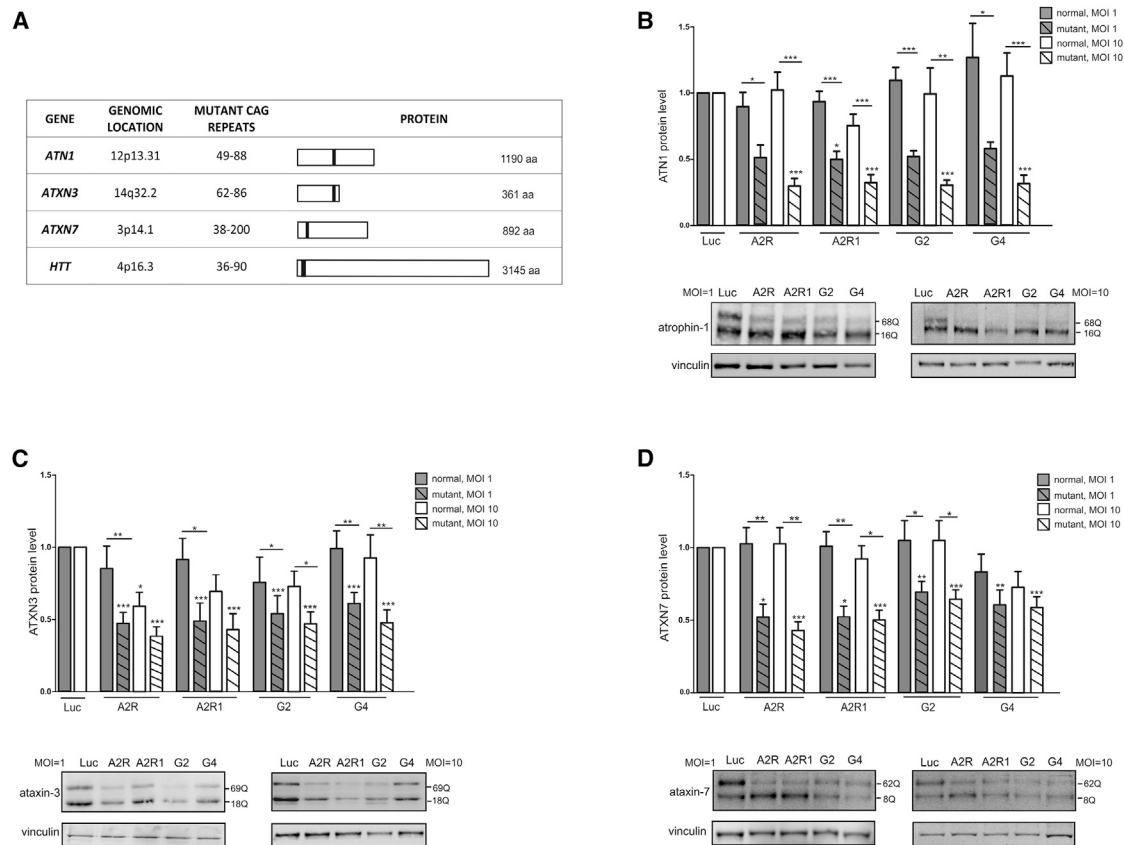 A
GENE GENOMIC LOCATION MUTANT CAG REPEATS PROTEIN
ATN1 12p13.31 49-88 1190 aa
ATXN3 14q32.2 62-86 361 aa
ATXN7 3p14.1 38-200 892 aa
HTT 4p16.3 36-90 3145 aa
B
normal, MOI 1
mutant, MOI 1
normal, MOI 10
mutant, MOI 10
ATN1 protein level
1.5
1.0
0.5
0.0
* *** *** * *** *** *** *** ** *** * *** ***
Luc A2R A2R1 G2 G4
MOI=1 Luc A2R A2R1 G2 G4
atrophin-1
68Q
16Q
vinculin
Luc A2R A2R1 G2 G4 MOI=10
68Q
16Q
C
normal, MOI 1
mutant, MOI 1
normal, MOI 10
mutant, MOI 10
ATXN3 protein level
1.5
1.0
0.5
0.0
** *** * *** * *** *** * *** * *** ** *** ** ***
Luc A2R A2R1 G2 G4
MOI=1 Luc A2R A2R1 G2 G4
ataxin-3
69Q
18Q
vinculin
Luc A2R A2R1 G2 G4 MOI=10
69Q
18Q
D
normal, MOI 1
mutant, MOI 1
normal, MOI 10
mutant, MOI 10
ATXN7 protein level
1.5
1.0
0.5
0.0
** * ** *** ** * * *** * ** * *** ** ***
Luc A2R A2R1 G2 G4
MOI=1 Luc A2R A2R1 G2 G4
ataxin-7
62Q
8Q
vinculin
Luc A2R A2R1 G2 G4 MOI=10
62Q
8Q